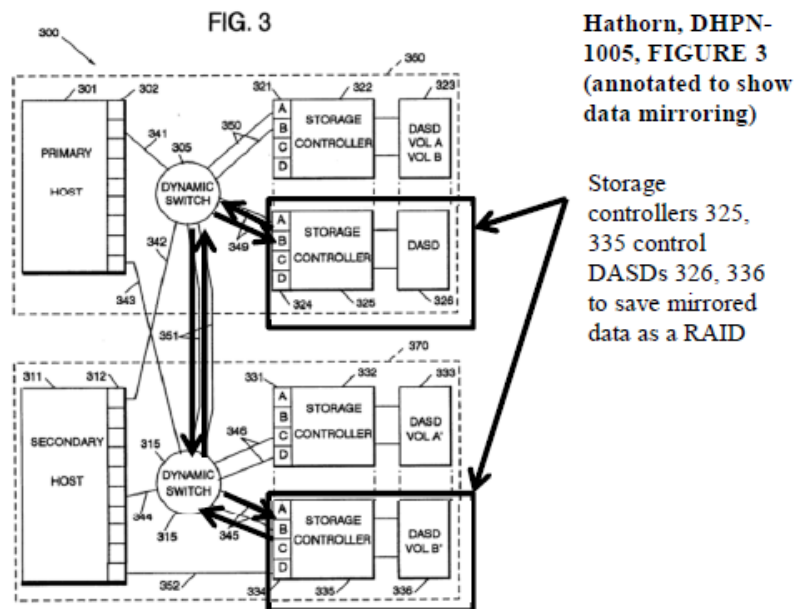 FIG. 3
300
360
301
302
321
322
323
341
350
305
PRIMARY
HOST
DYNAMIC
SWITCH
A
B
C
D
STORAGE
CONTROLLER
DASD
VOL A
VOL B
342
349
A
B
C
D
STORAGE
CONTROLLER
DASD
343
324
325
326
351
370
311
312
331
332
333
346
315
SECONDARY
HOST
DYNAMIC
SWITCH
A
B
C
D
STORAGE
CONTROLLER
DASD
VOL A'
344
315
345
A
B
C
D
STORAGE
CONTROLLER
DASD
VOL B'
352
334
335
336
Hathorn, DHPN-
1005, FIGURE 3
(annotated to show
data mirroring)
Storage
controllers 325,
335 control
DASDs 326, 336
to save mirrored
data as a RAID